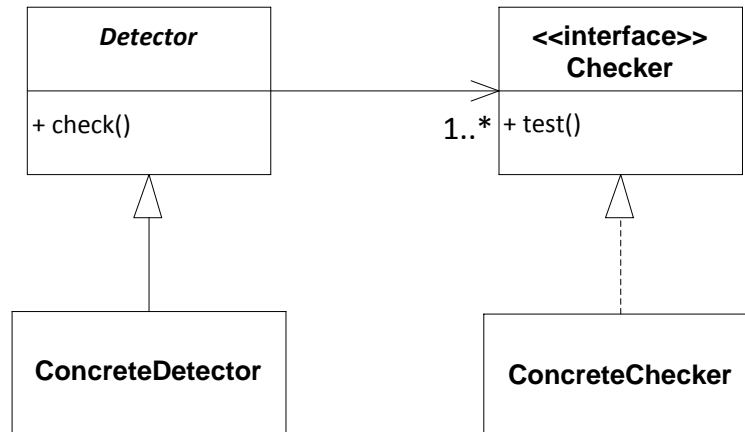 Detector
<<interface>>
Checker
+ check()
1..*
+ test()
ConcreteDetector
ConcreteChecker